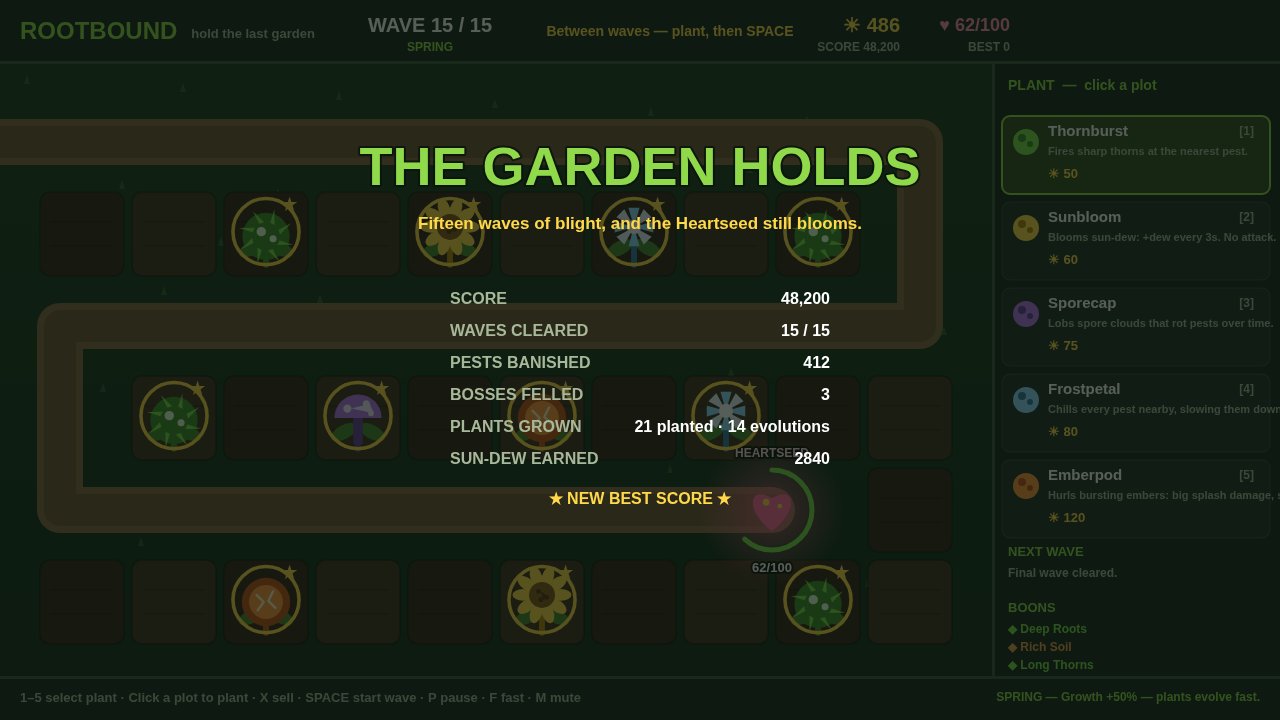 ROOTBOUND hold the last garden
WAVE 15 / 15
SPRING
Between waves — plant, then SPACE
☀ 486
SCORE 48,200
♥ 62/100
BEST 0
THE GARDEN HOLDS
Fifteen waves of blight, and the Heartseed still blooms.
SCORE 48,200
WAVES CLEARED 15 / 15
PESTS BANISHED 412
BOSSES FELLED 3
PLANTS GROWN 21 planted · 14 evolutions
SUN-DEW EARNED 2840
★ NEW BEST SCORE ★
HEARTSEED
62/100
PLANT — click a plot
Thornburst [1]
Fires sharp thorns at the nearest pest.
☀ 50
Sunbloom [2]
Blooms sun-dew: +dew every 3s. No attack.
☀ 60
Sporecap [3]
Lobs spore clouds that rot pests over time.
☀ 75
Frostpetal [4]
Chills every pest nearby, slowing them down
☀ 80
Emberpod [5]
Hurls bursting embers: big splash damage, s
☀ 120
NEXT WAVE
Final wave cleared.
BOONS
◆ Deep Roots
◆ Rich Soil
◆ Long Thorns
1–5 select plant · Click a plot to plant · X sell · SPACE start wave · P pause · F fast · M mute
SPRING — Growth +50% — plants evolve fast.